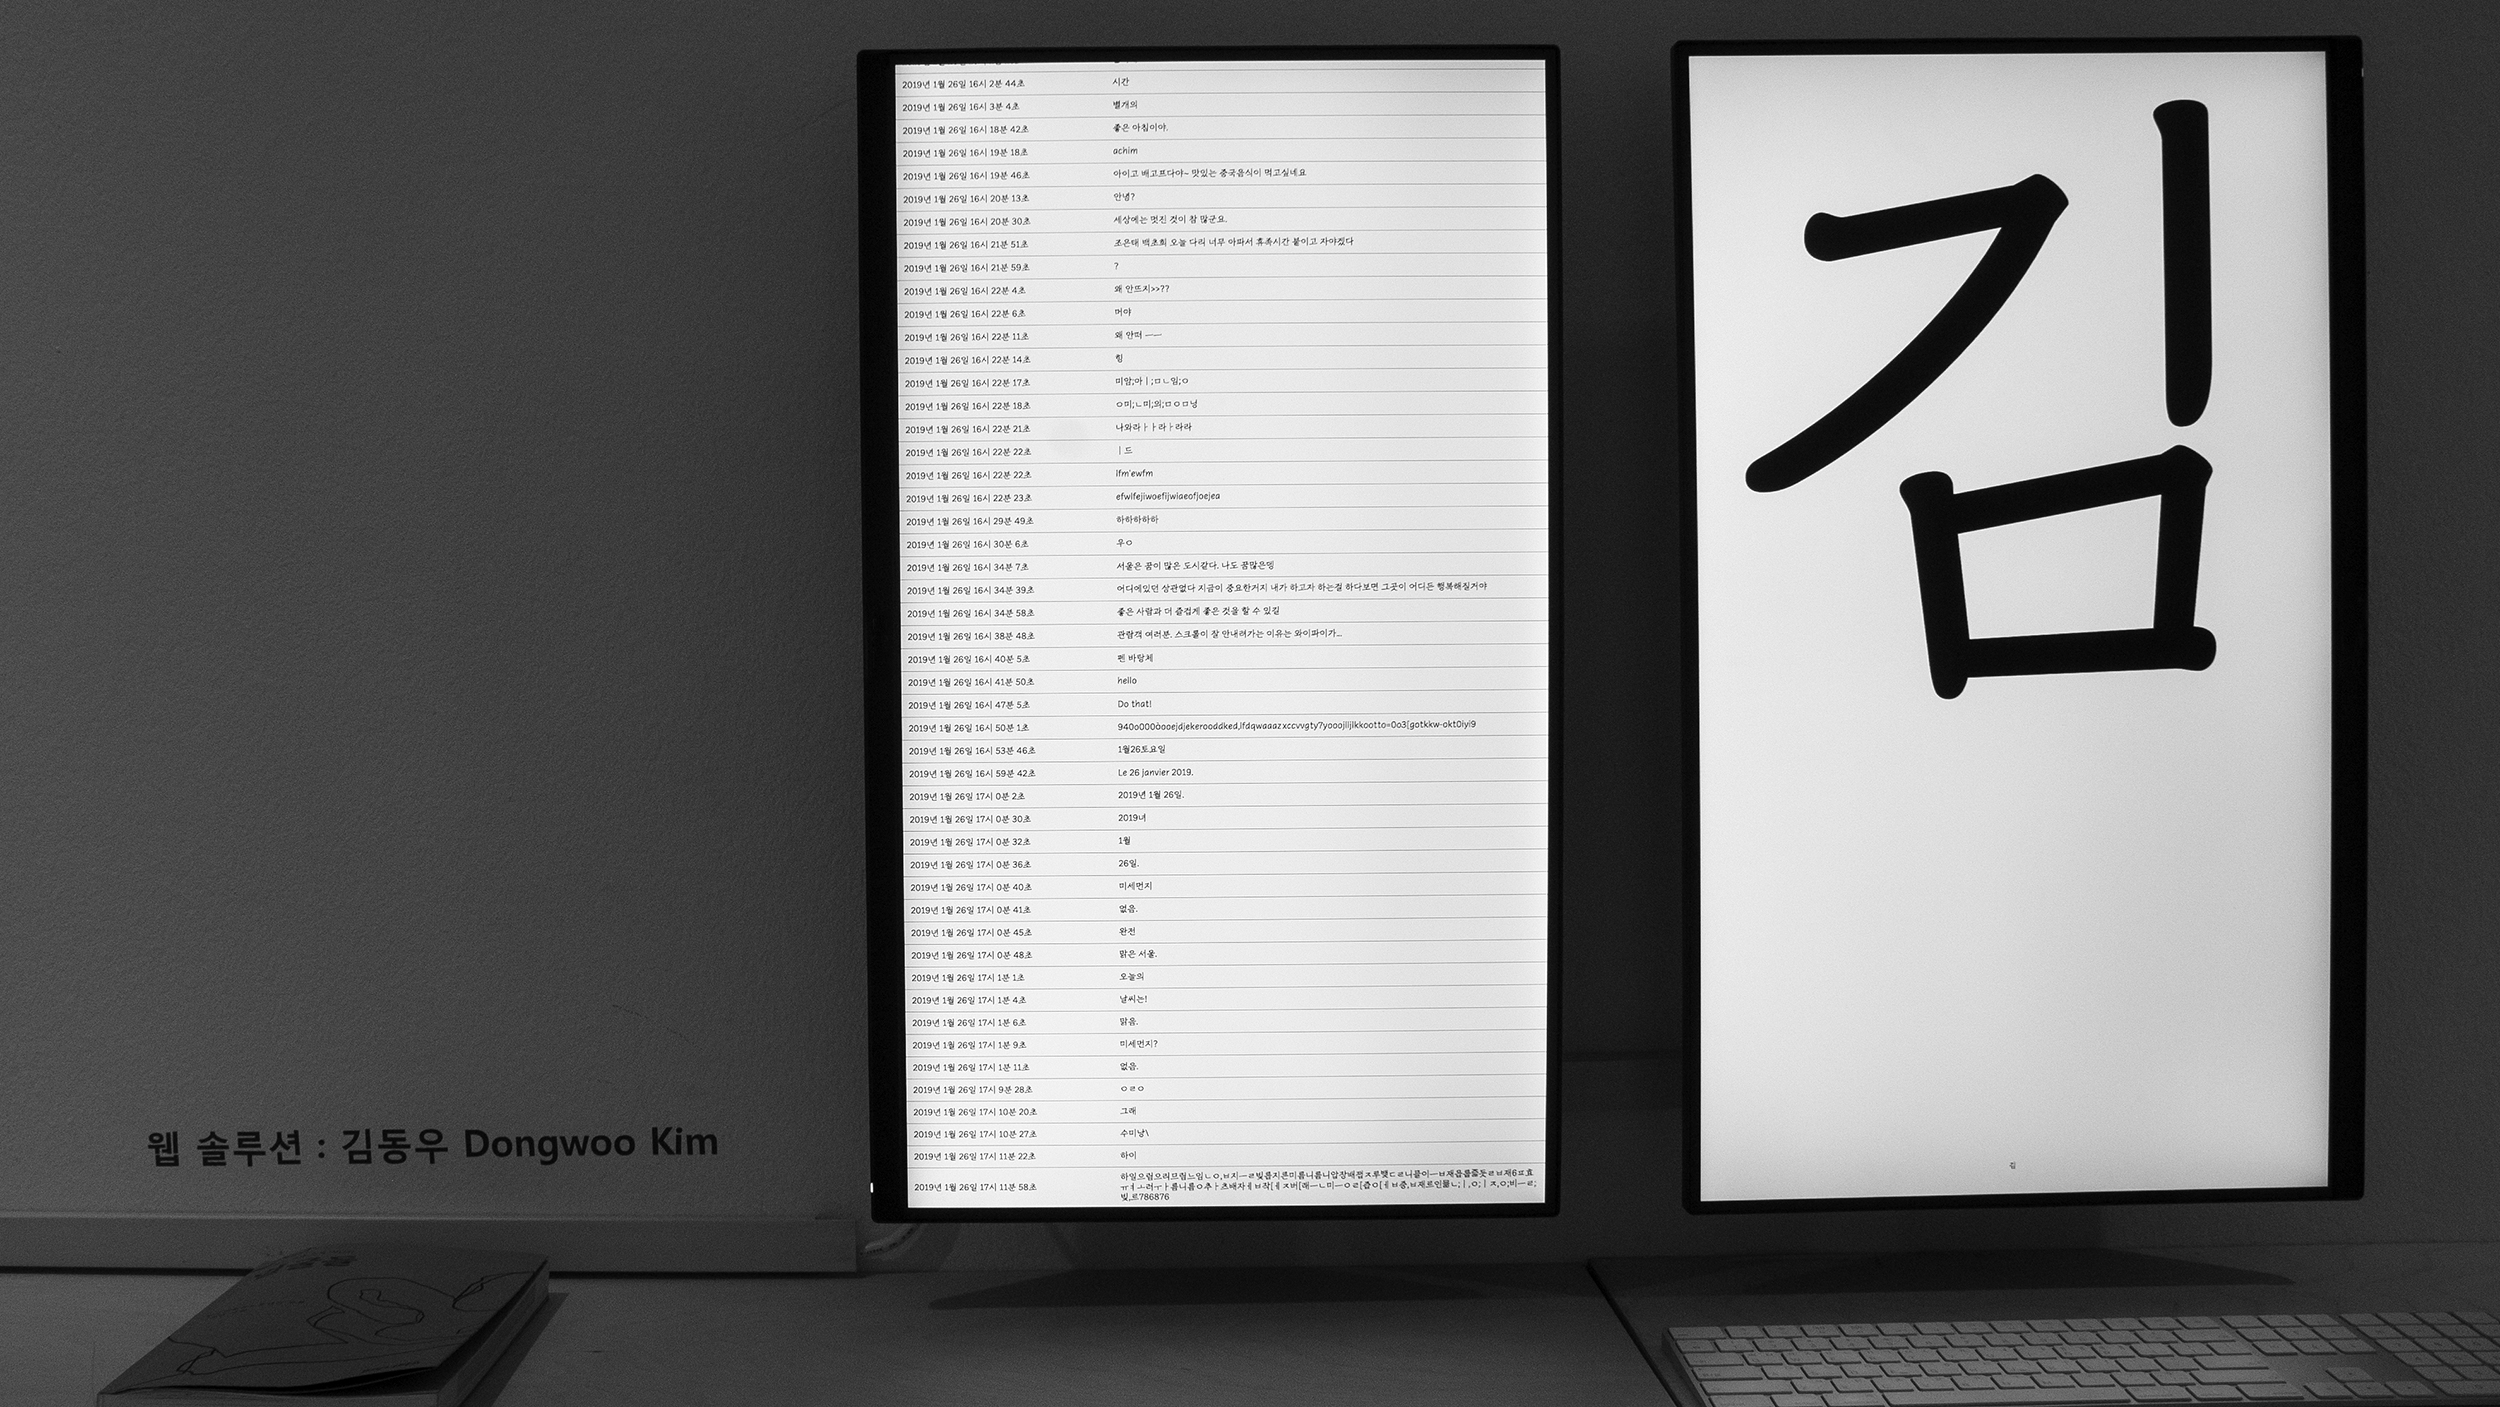 2019년 1월 26일 16시 2분 44초 시간
2019년 1월 26일 16시 3분 4초 별개의
2019년 1월 26일 16시 18분 42초 좋은 아침이야.
2019년 1월 26일 16시 19분 18초 achim
2019년 1월 26일 16시 19분 46초 아이고 배고프다야~ 맛있는 중국음식이 먹고싶네요
2019년 1월 26일 16시 20분 13초 안녕?
2019년 1월 26일 16시 20분 30초 세상에는 멋진 것이 참 많군요.
2019년 1월 26일 16시 21분 51초 조은태 백초희 오늘 다리 너무 아파서 휴족시간 붙이고 자야겠다
2019년 1월 26일 16시 21분 59초 ?
2019년 1월 26일 16시 22분 4초 왜 안뜨지>>??
2019년 1월 26일 16시 22분 6초 머야
2019년 1월 26일 16시 22분 11초 왜 안떠 ㅡㅡ
2019년 1월 26일 16시 22분 14초 힝
2019년 1월 26일 16시 22분 17초 미암;아ㅣ;ㅁㄴ임;ㅇ
2019년 1월 26일 16시 22분 18초 ㅇ미;ㄴ미;의;ㅁㅇㅁ넝
2019년 1월 26일 16시 22분 21초 나와라ㅏㅏ라ㅏ라라
2019년 1월 26일 16시 22분 22초 ㅣ드
2019년 1월 26일 16시 22분 22초 lfm'ewfm
2019년 1월 26일 16시 22분 23초 efwlfejiwoefijwiaeofjoejea
2019년 1월 26일 16시 29분 49초 하하하하하
2019년 1월 26일 16시 30분 6초 우ㅇ
2019년 1월 26일 16시 34분 7초 서울은 꿈이 많은 도시같다. 나도 꿈많은뎅
2019년 1월 26일 16시 34분 39초 어디에있던 상관없다 지금이 중요한거지 내가 하고자 하는걸 하다보면 그곳이 어디든 행복해질거야
2019년 1월 26일 16시 34분 58초 좋은 사람과 더 즐겁게 좋은 것을 할 수 있길
2019년 1월 26일 16시 38분 48초 관람객 여러분. 스크롤이 잘 안내려가는 이유는 와이파이가...
2019년 1월 26일 16시 40분 5초 펜 바탕체
2019년 1월 26일 16시 41분 50초 hello
2019년 1월 26일 16시 47분 5초 Do that!
2019년 1월 26일 16시 50분 1초
2019년 1월 26일 16시 53분 46초 1월26토요일
2019년 1월 26일 16시 59분 42초 Le 26 janvier 2019.
2019년 1월 26일 17시 0분 2초 2019년 1월 26일.
2019년 1월 26일 17시 0분 30초 2019녀
2019년 1월 26일 17시 0분 32초 1월
2019년 1월 26일 17시 0분 36초 26일.
2019년 1월 26일 17시 0분 40초 미세먼지
2019년 1월 26일 17시 0분 41초 없음.
2019년 1월 26일 17시 0분 45초 완전
2019년 1월 26일 17시 0분 48초 맑은 서울.
2019년 1월 26일 17시 1분 1초 오늘의
2019년 1월 26일 17시 1분 4초 날씨는!
2019년 1월 26일 17시 1분 6초 맑음.
2019년 1월 26일 17시 1분 9초 미세먼지?
2019년 1월 26일 17시 1분 11초 없음.
2019년 1월 26일 17시 9분 28초 ㅇㄹㅇ
2019년 1월 26일 17시 10분 20초 그래
2019년 1월 26일 17시 10분 27초 수미냥\
2019년 1월 26일 17시 11분 22초 하이
2019년 1월 26일 17시 11분 58초
김
김
웹 솔루션 : 김동우 Dongwoo Kim